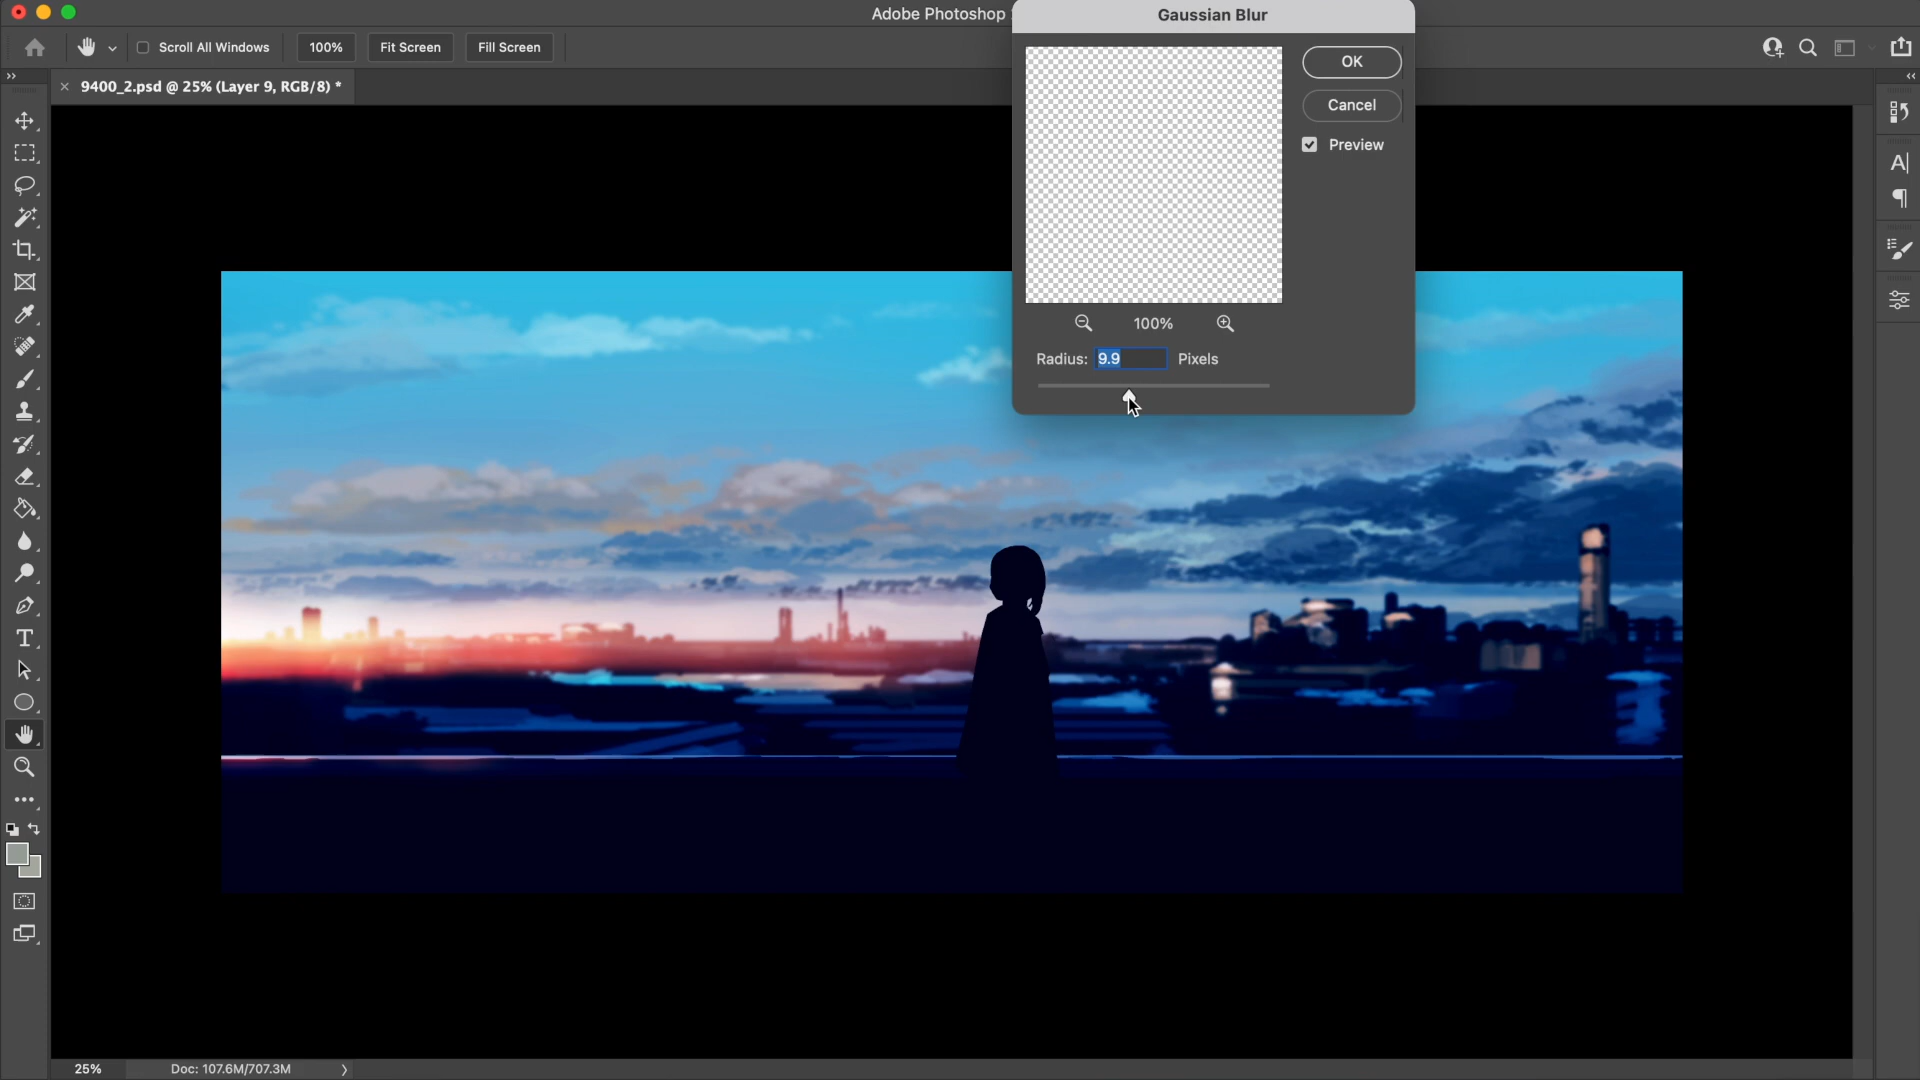 Adobe Photoshop
Gaussian Blur
Scroll All Windows
100%
Fit Screen
Fill Screen
OK
9400_2.psd @ 25% (Layer 9, RGB/8) *
Cancel
Preview
100%
Radius: 9.9 Pixels
25%
Doc: 107.6M/707.3M